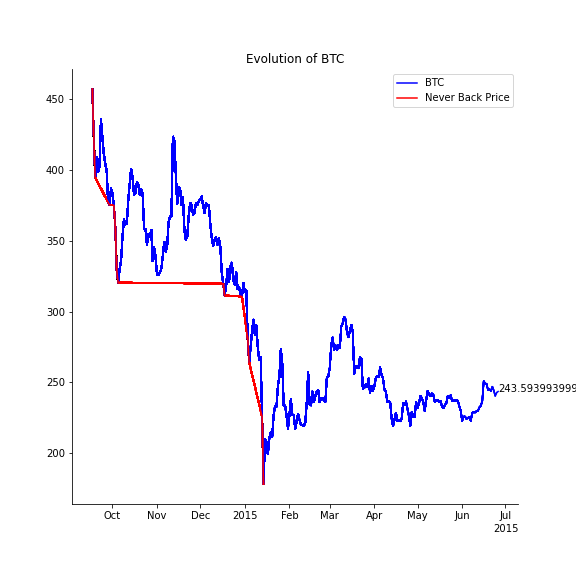 Evolution of BTC
BTC
Never Back Price
450
400
350
300
250
200
243.593993999
Oct
Nov
Dec
2015
Feb
Mar
Apr
May
Jun
Jul
2015